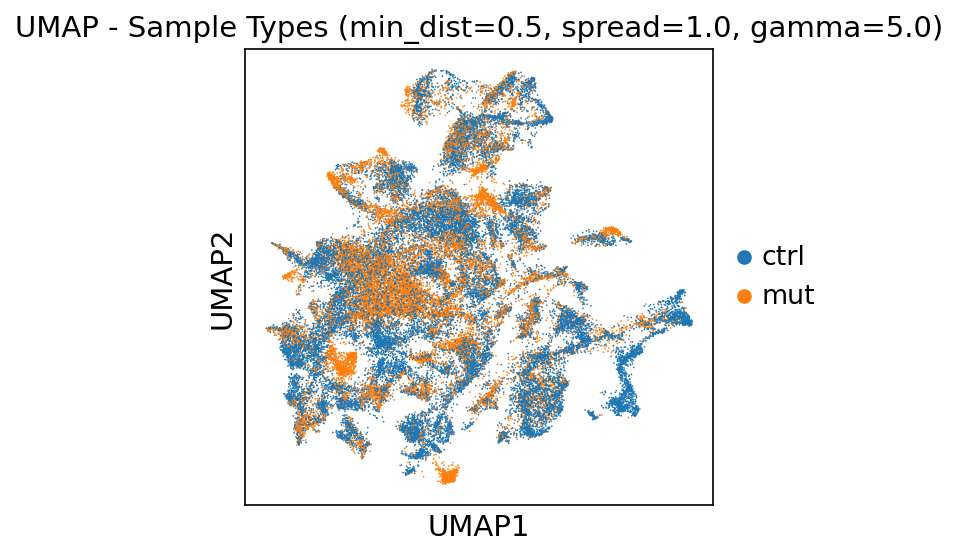 UMAP - Sample Types (min_dist=0.5, spread=1.0, gamma=5.0)
UMAP2
ctrl
mut
UMAP1